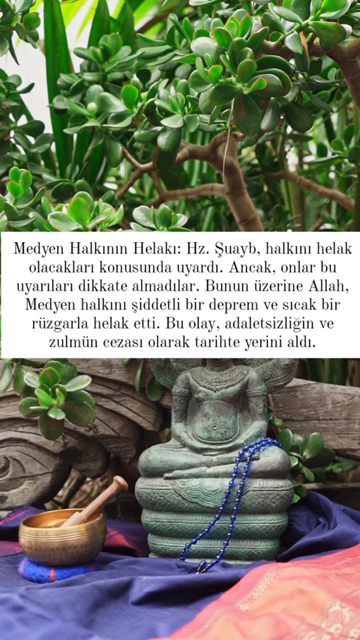 Medyen Halkının Helakı: Hz. Şuayb, halkını helak
olacakları konusunda uyardı. Ancak, onlar bu
uyarıları dikkate almadılar. Bunun üzerine Allah,
Medyen halkını şiddetli bir deprem ve sıcak bir
rüzgarla helak etti. Bu olay, adaletsizliğin ve
zulmün cezası olarak tarihte yerini aldı.